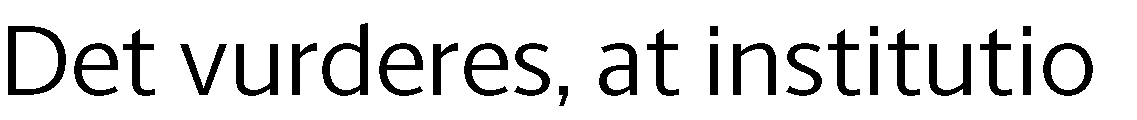 Det vurderes, at institutio